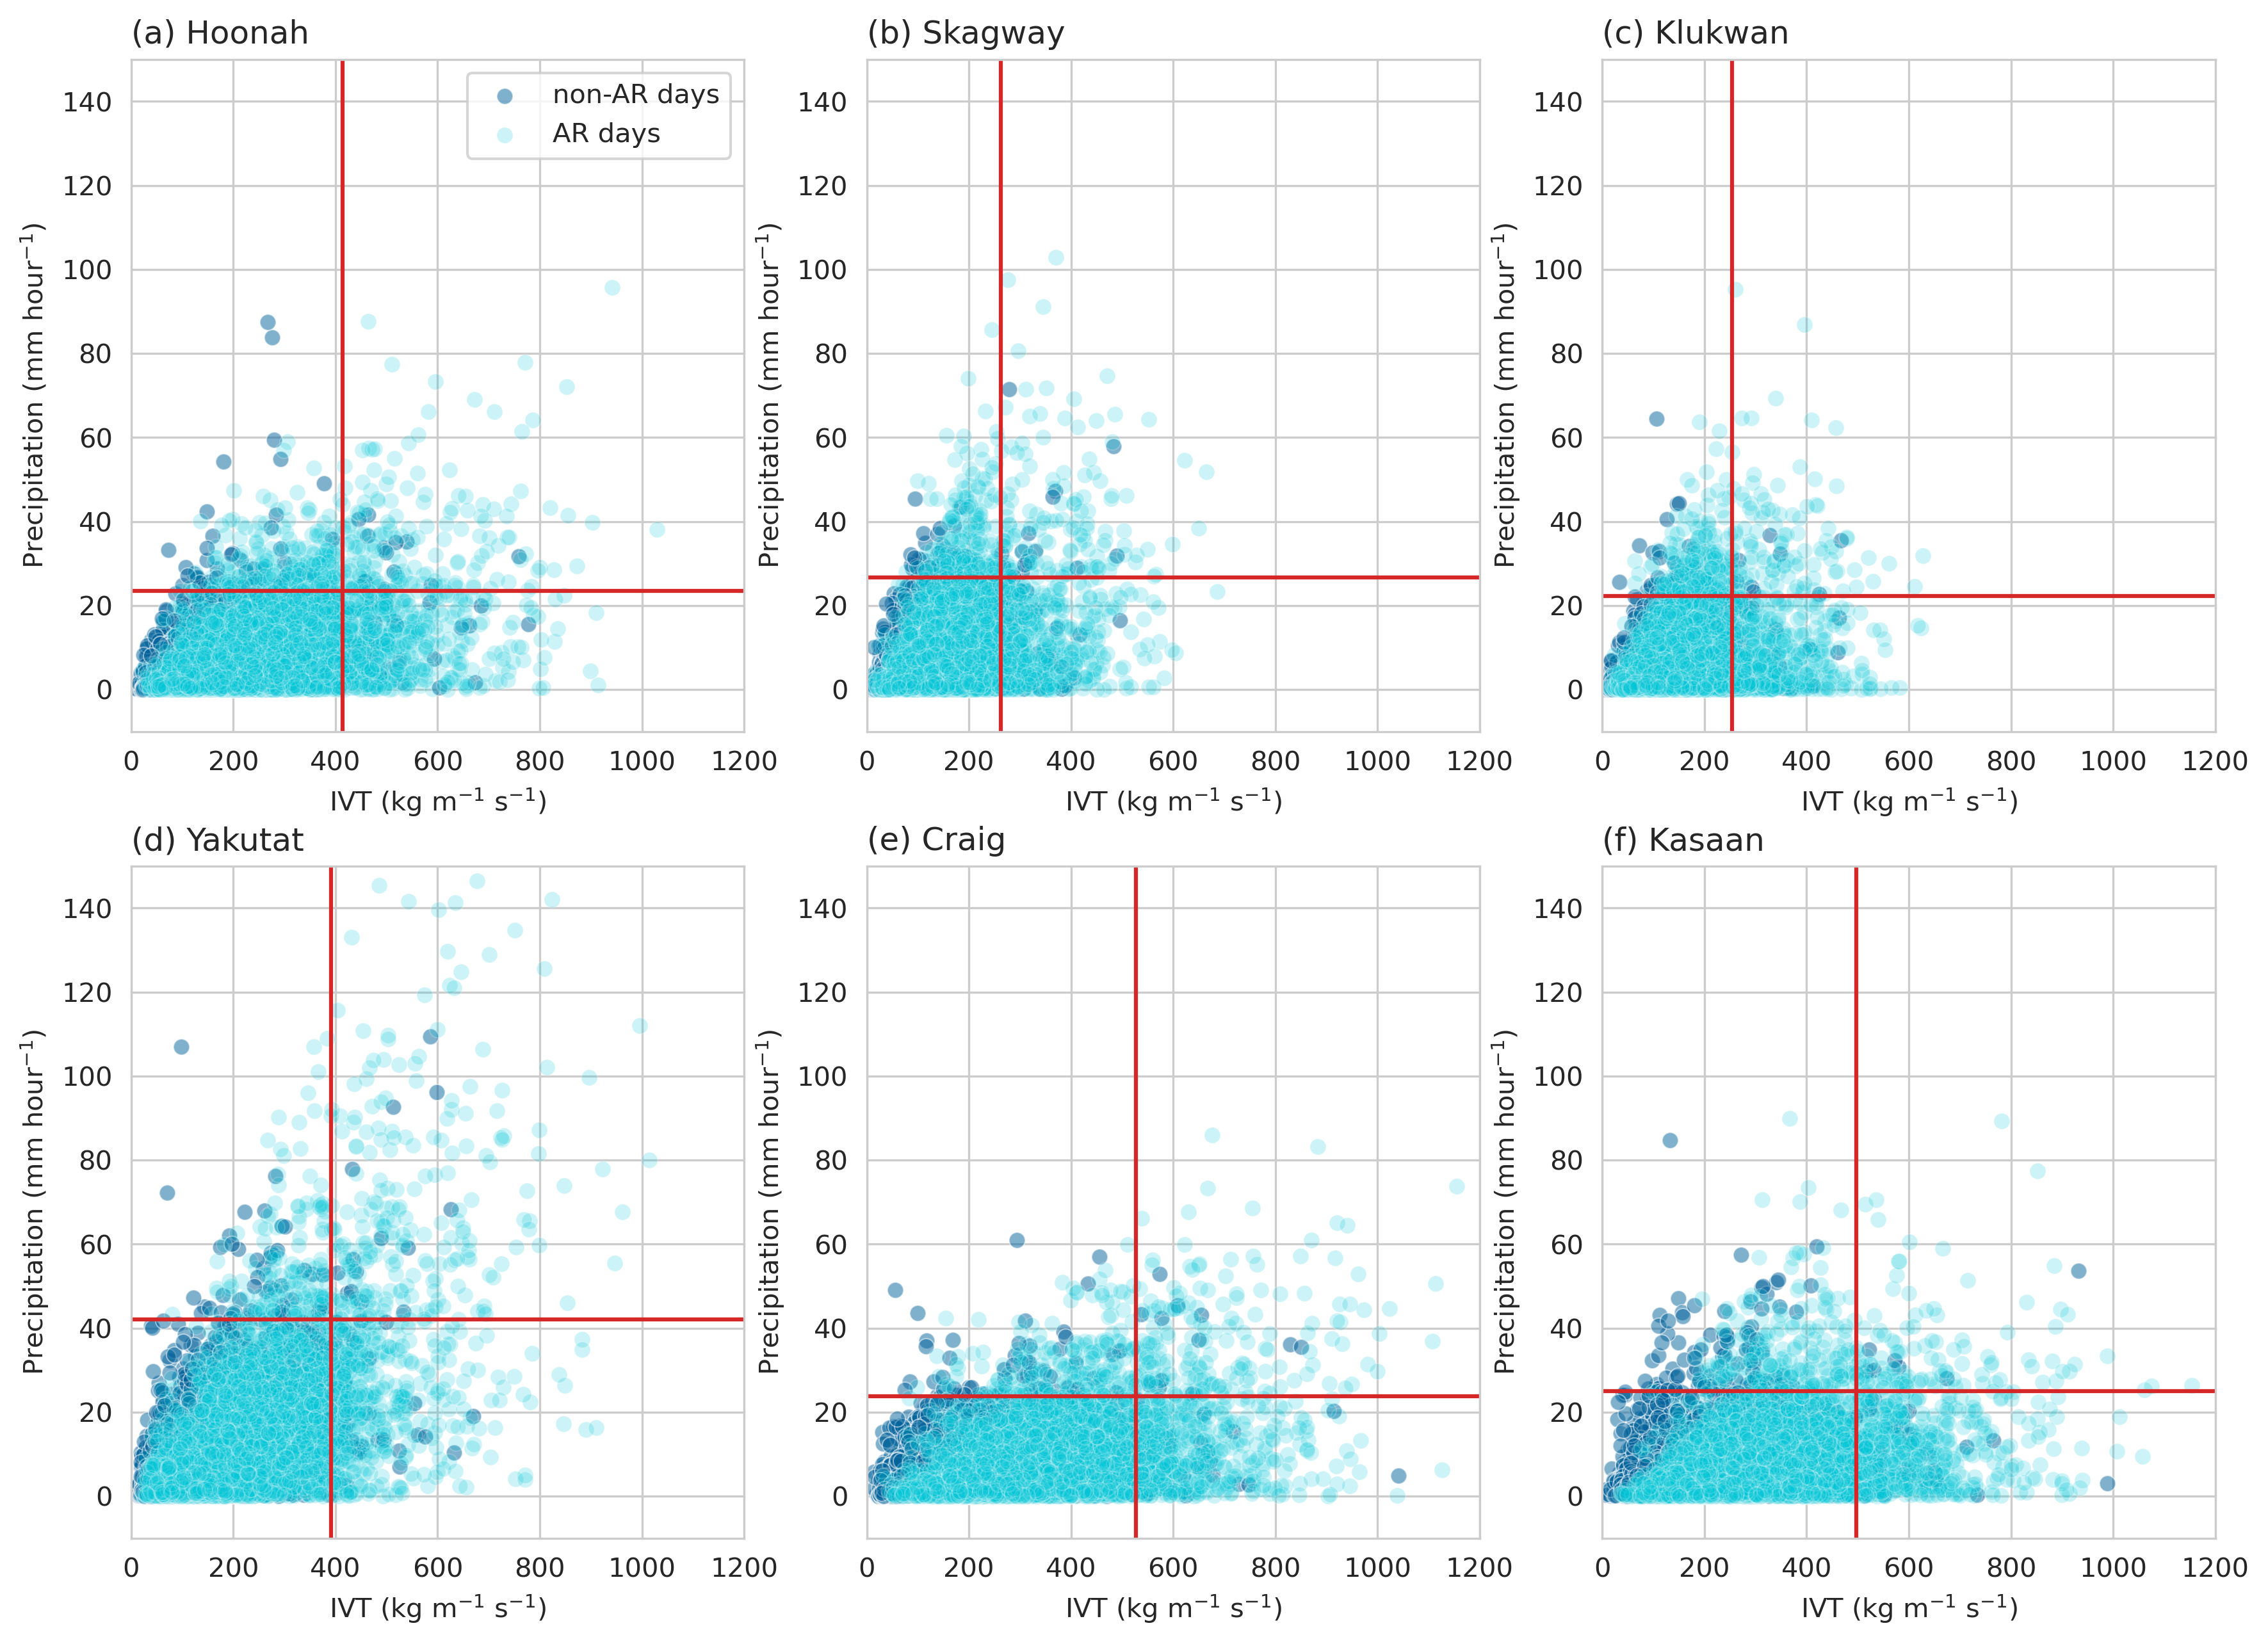 (a) Hoonah
140
120
100
80
60
40
20
0
Precipitation (mm hour⁻¹)
non-AR days
AR days
0 200 400 600 800 1000 1200
IVT (kg m⁻¹ s⁻¹)
(b) Skagway
140
120
100
80
60
40
20
0
Precipitation (mm hour⁻¹)
0 200 400 600 800 1000 1200
IVT (kg m⁻¹ s⁻¹)
(c) Klukwan
140
120
100
80
60
40
20
0
Precipitation (mm hour⁻¹)
0 200 400 600 800 1000 1200
IVT (kg m⁻¹ s⁻¹)
(d) Yakutat
140
120
100
80
60
40
20
0
Precipitation (mm hour⁻¹)
0 200 400 600 800 1000 1200
IVT (kg m⁻¹ s⁻¹)
(e) Craig
140
120
100
80
60
40
20
0
Precipitation (mm hour⁻¹)
0 200 400 600 800 1000 1200
IVT (kg m⁻¹ s⁻¹)
(f) Kasaan
140
120
100
80
60
40
20
0
Precipitation (mm hour⁻¹)
0 200 400 600 800 1000 1200
IVT (kg m⁻¹ s⁻¹)